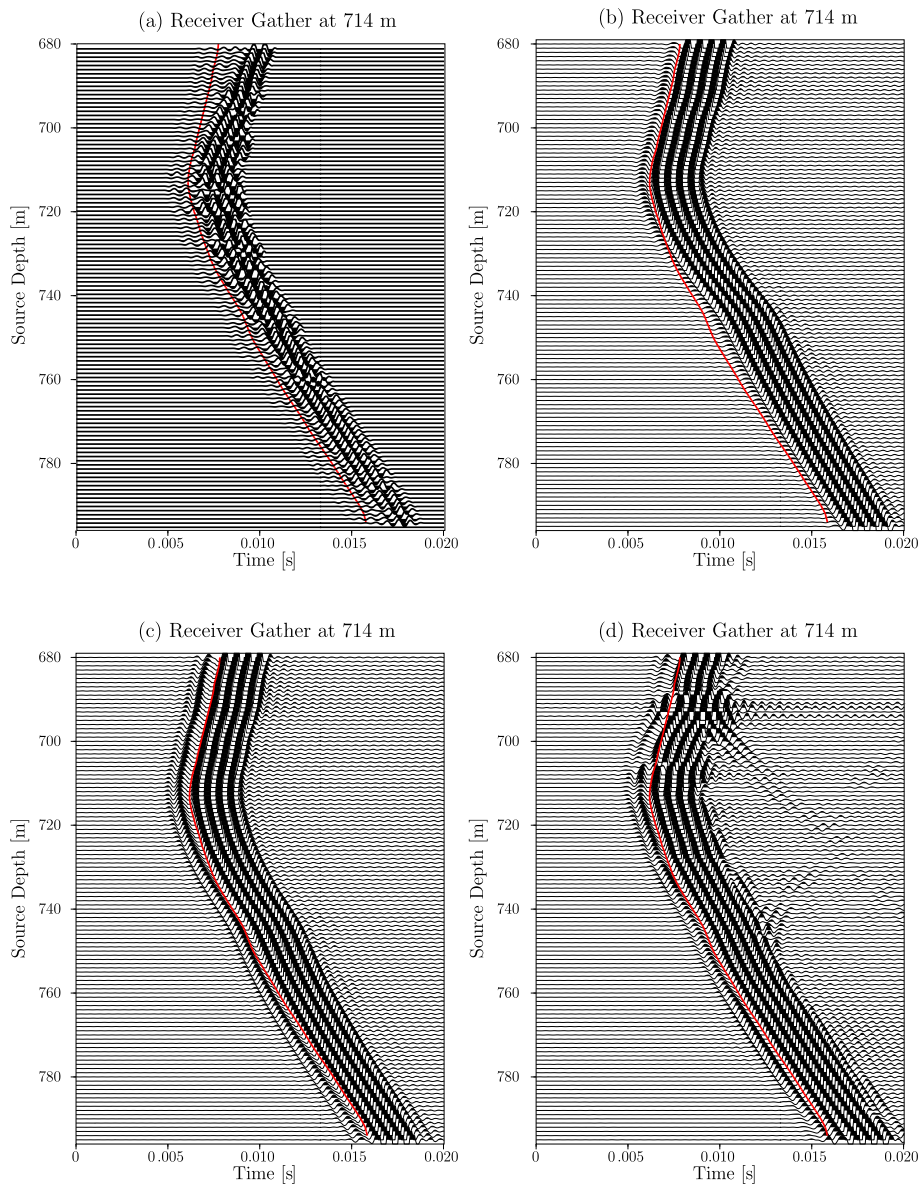 (a) Receiver Gather at 714 m
680
700
720
740
760
780
Source Depth [m]
0 0.005 0.010 0.015 0.020
Time [s]
(b) Receiver Gather at 714 m
680
700
720
740
760
780
Source Depth [m]
0 0.005 0.010 0.015 0.020
Time [s]
(c) Receiver Gather at 714 m
680
700
720
740
760
780
Source Depth [m]
0 0.005 0.010 0.015 0.020
Time [s]
(d) Receiver Gather at 714 m
680
700
720
740
760
780
Source Depth [m]
0 0.005 0.010 0.015 0.020
Time [s]